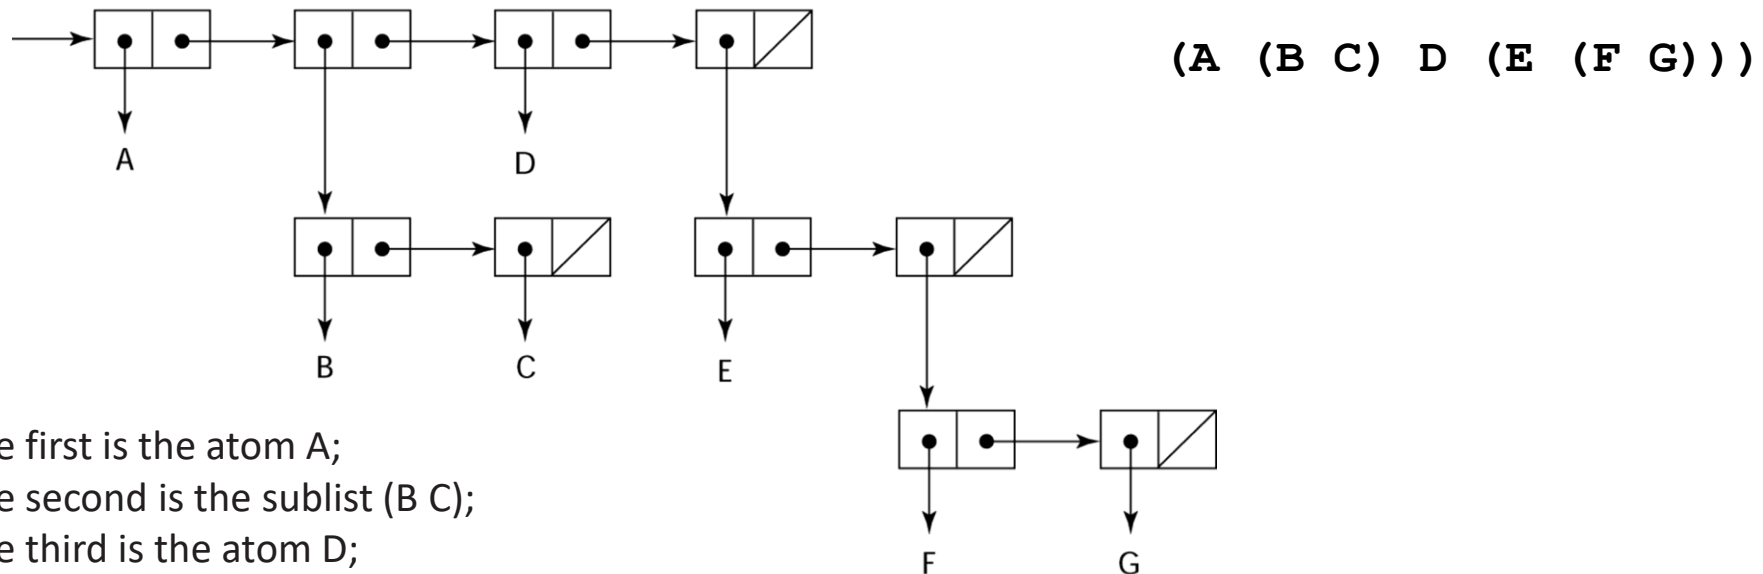 (A (B C) D (E (F G)))
A
D
B
C
E
e first is the atom A;
e second is the sublist (B C);
e third is the atom D;
F
G